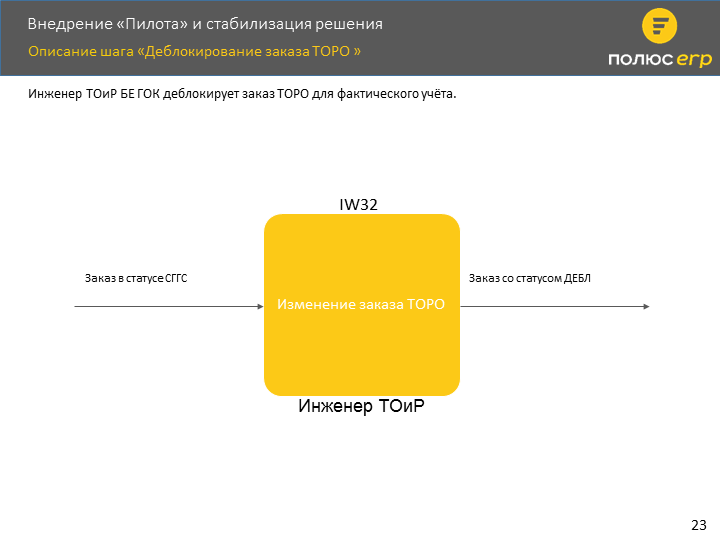 Внедрение «Пилота» и стабилизация решения
Описание шага «Деблокирование заказа ТОРО »
ПОЛЮС erp
Инженер ТОиР БЕ ГОК деблокирует заказ ТОРО для фактического учёта.
IW32
Заказ в статусе СГГС
Изменение заказа ТОРО
Заказ со статусом ДЕБЛ
Инженер ТОиР
23